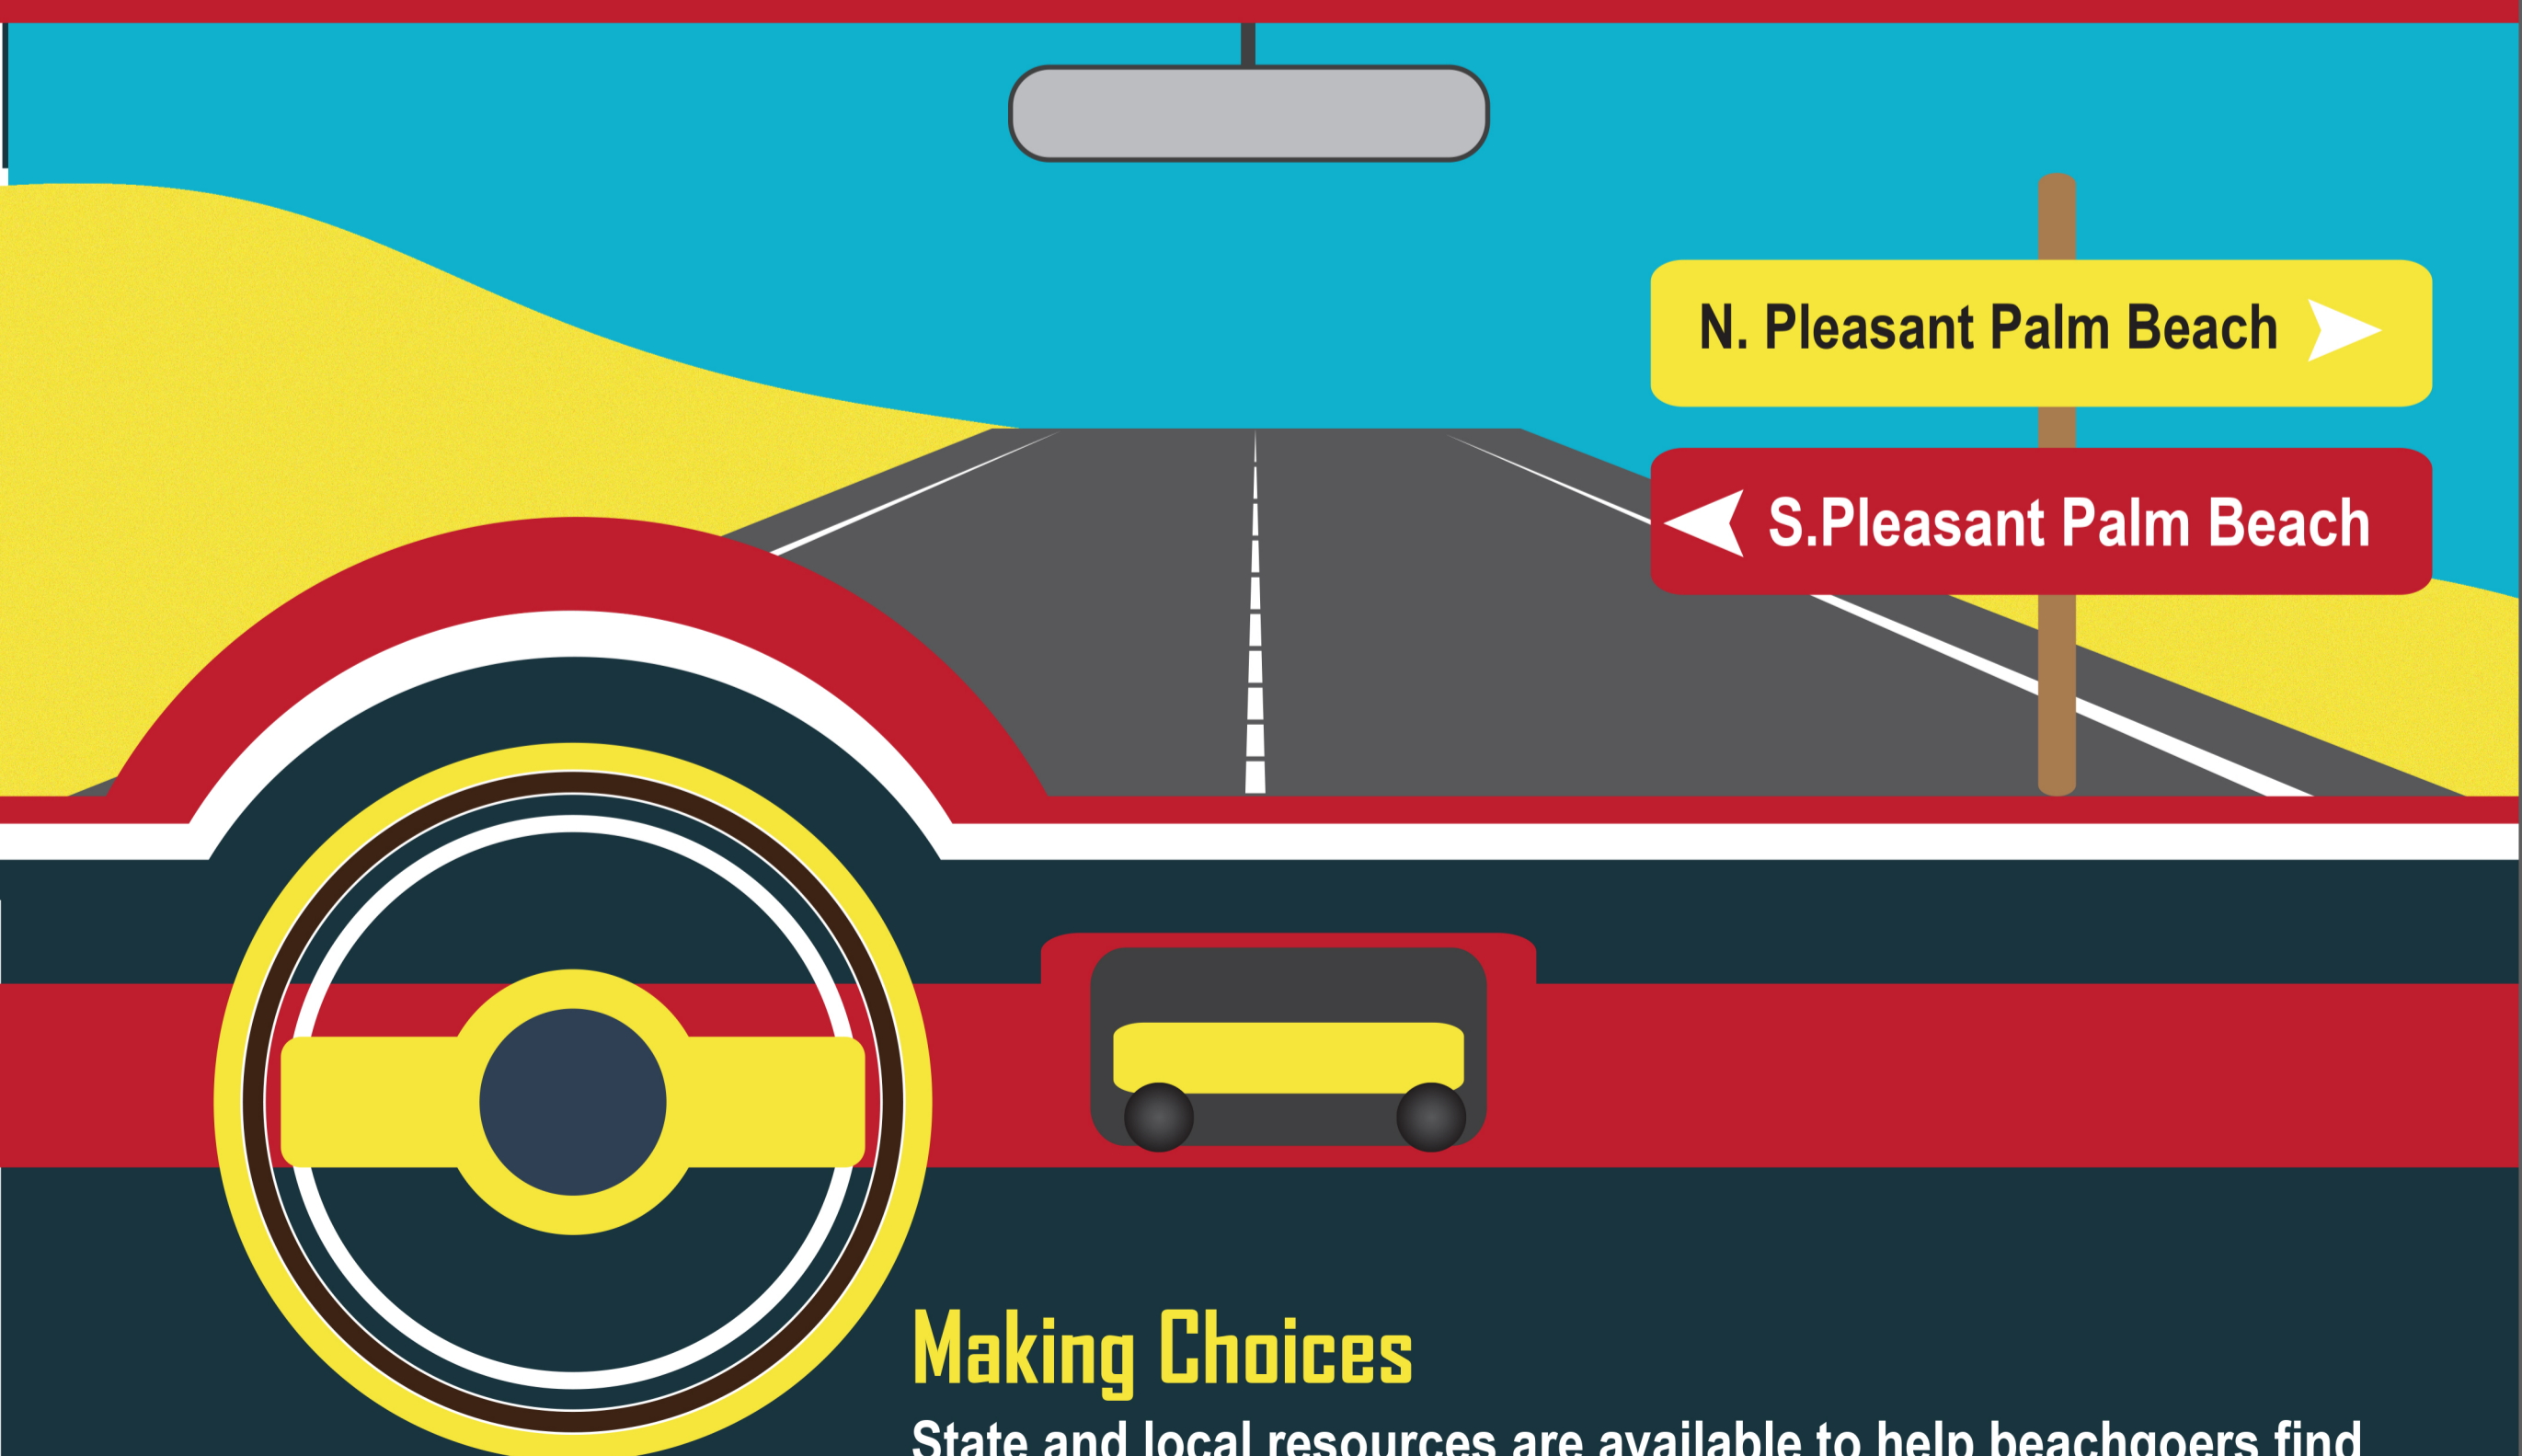 N. Pleasant Palm Beach
S.Pleasant Palm Beach
Making Choices
State and local resources are available to help beachgoers find